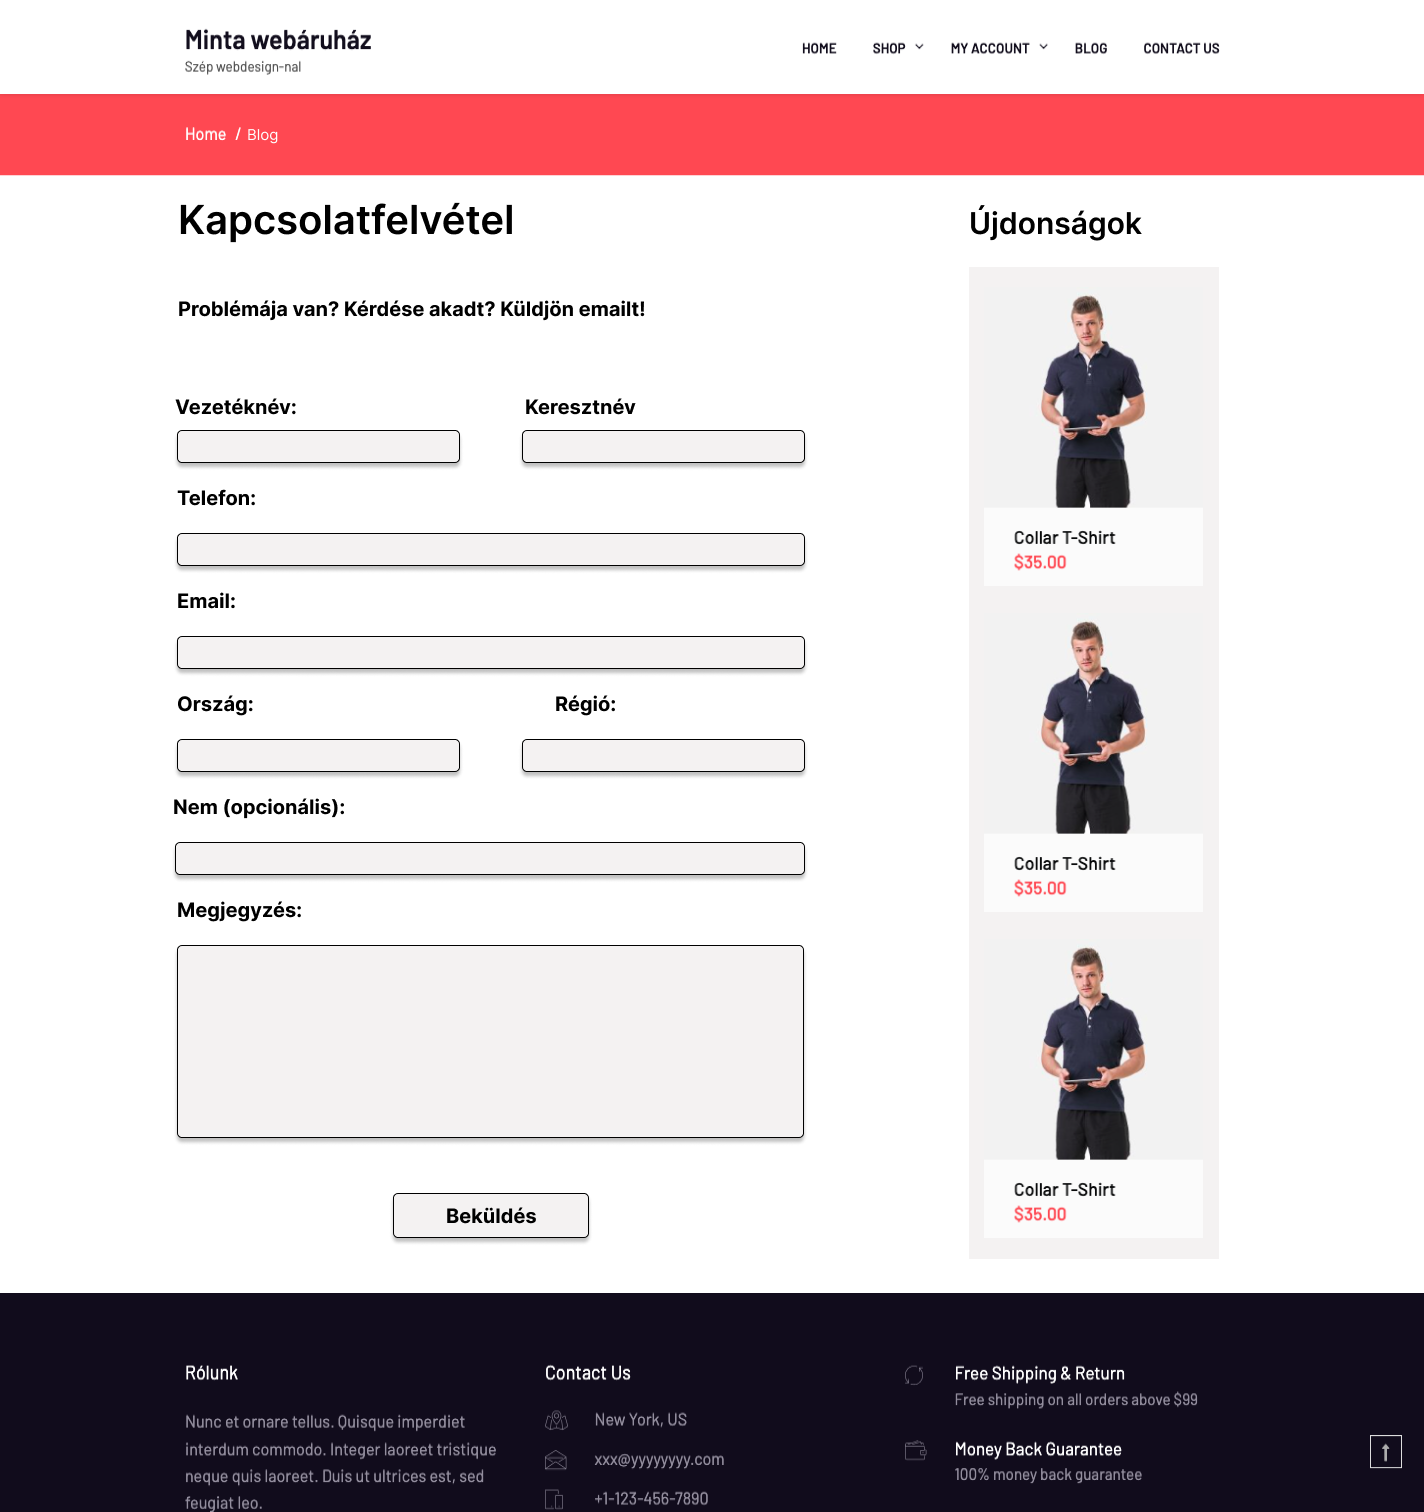 Minta webáruház
Szép webdesign-nal
HOME SHOP MY ACCOUNT BLOG CONTACT US
Home / Blog
Kapcsolatfelvétel
Problémája van? Kérdése akadt? Küldjön emailt!
Vezetéknév: Keresztnév
Telefon:
Email:
Ország: Régió:
Nem (opcionális):
Megjegyzés:
Beküldés
Újdonságok
Collar T-Shirt
$35.00
Collar T-Shirt
$35.00
Collar T-Shirt
$35.00
Rólunk
Nunc et ornare tellus. Quisque imperdiet
interdum commodo. Integer laoreet tristique
neque quis laoreet. Duis ut ultrices est, sed
feugiat leo.
Contact Us
New York, US
xxx@yyyyyyyy.com
+1-123-456-7890
Free Shipping & Return
Free shipping on all orders above $99
Money Back Guarantee
100% money back guarantee